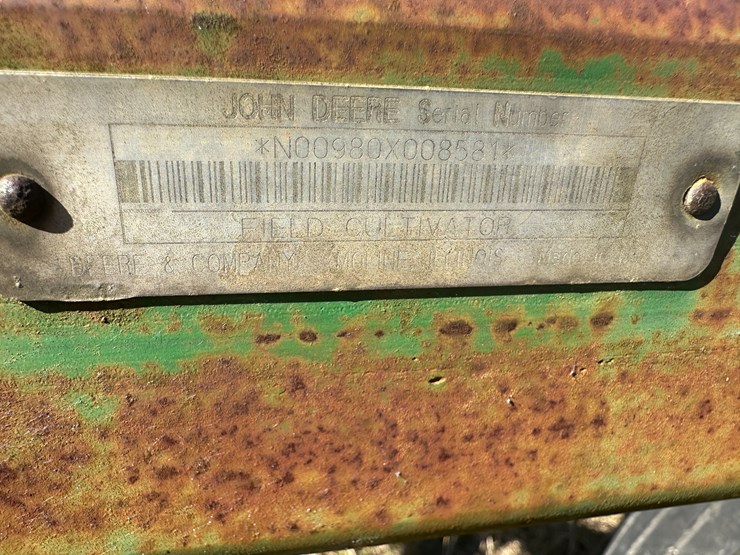 JOHN DEERE Serial Number
*N00980X008581*
FIELD CULTIVATOR
DEERE & COMPANY MOLINE, ILLINOIS